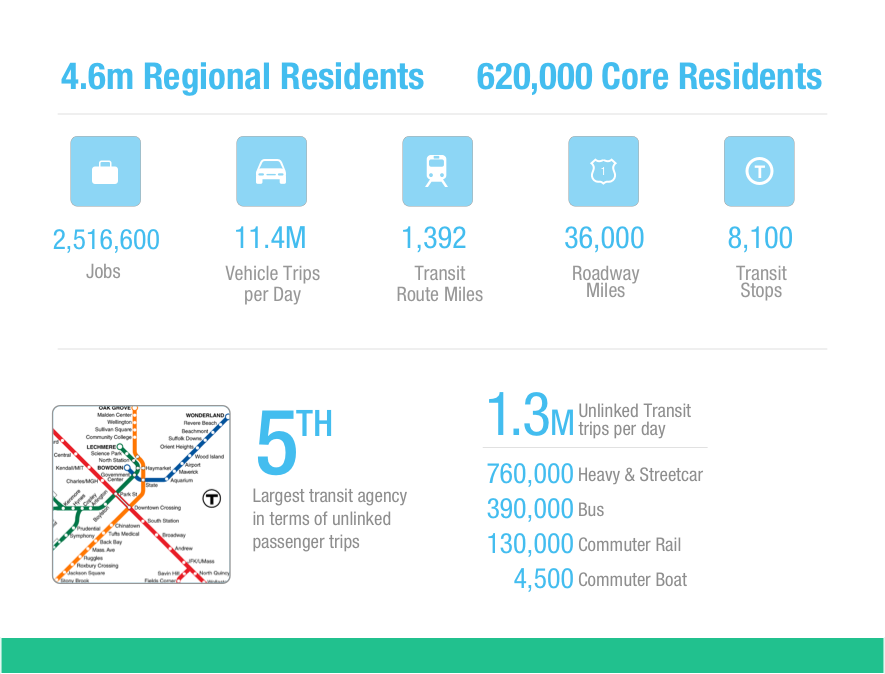 4.6m Regional Residents
620,000 Core Residents
1
T
2,516,600
Jobs
11.4M
Vehicle Trips
per Day
1,392
Transit
Route Miles
36,000
Roadway
Miles
8,100
Transit
Stops
OAK GROVE
Malden Center
Wellington
Sullivan Square
Community College
LECHMERE
Science Park
North Station
BOWDOIN
Government
Center
Central
Kendall/MIT
Charles/MGH
Park St
Haymarket
State
WONDERLAND
Revere Beach
Beachmont
Suffolk Downs
Orient Heights
Wood Island
Airport
Maverick
Aquarium
T
Kenmore
Hynes
Copley
Arlington
Boylston
Downtown Crossing
South Station
Chinatown
Broadway
Prudential
Tufts Medical
Symphony
Back Bay
Andrew
Mass. Ave
Ruggles
JFK/UMass
Roxbury Crossing
Jackson Square
Savin Hill
North Quincy
Stony Brook
Fields Corner
5TH
Largest transit agency
in terms of unlinked
passenger trips
1.3M Unlinked Transit
trips per day
760,000 Heavy & Streetcar
390,000 Bus
130,000 Commuter Rail
4,500 Commuter Boat